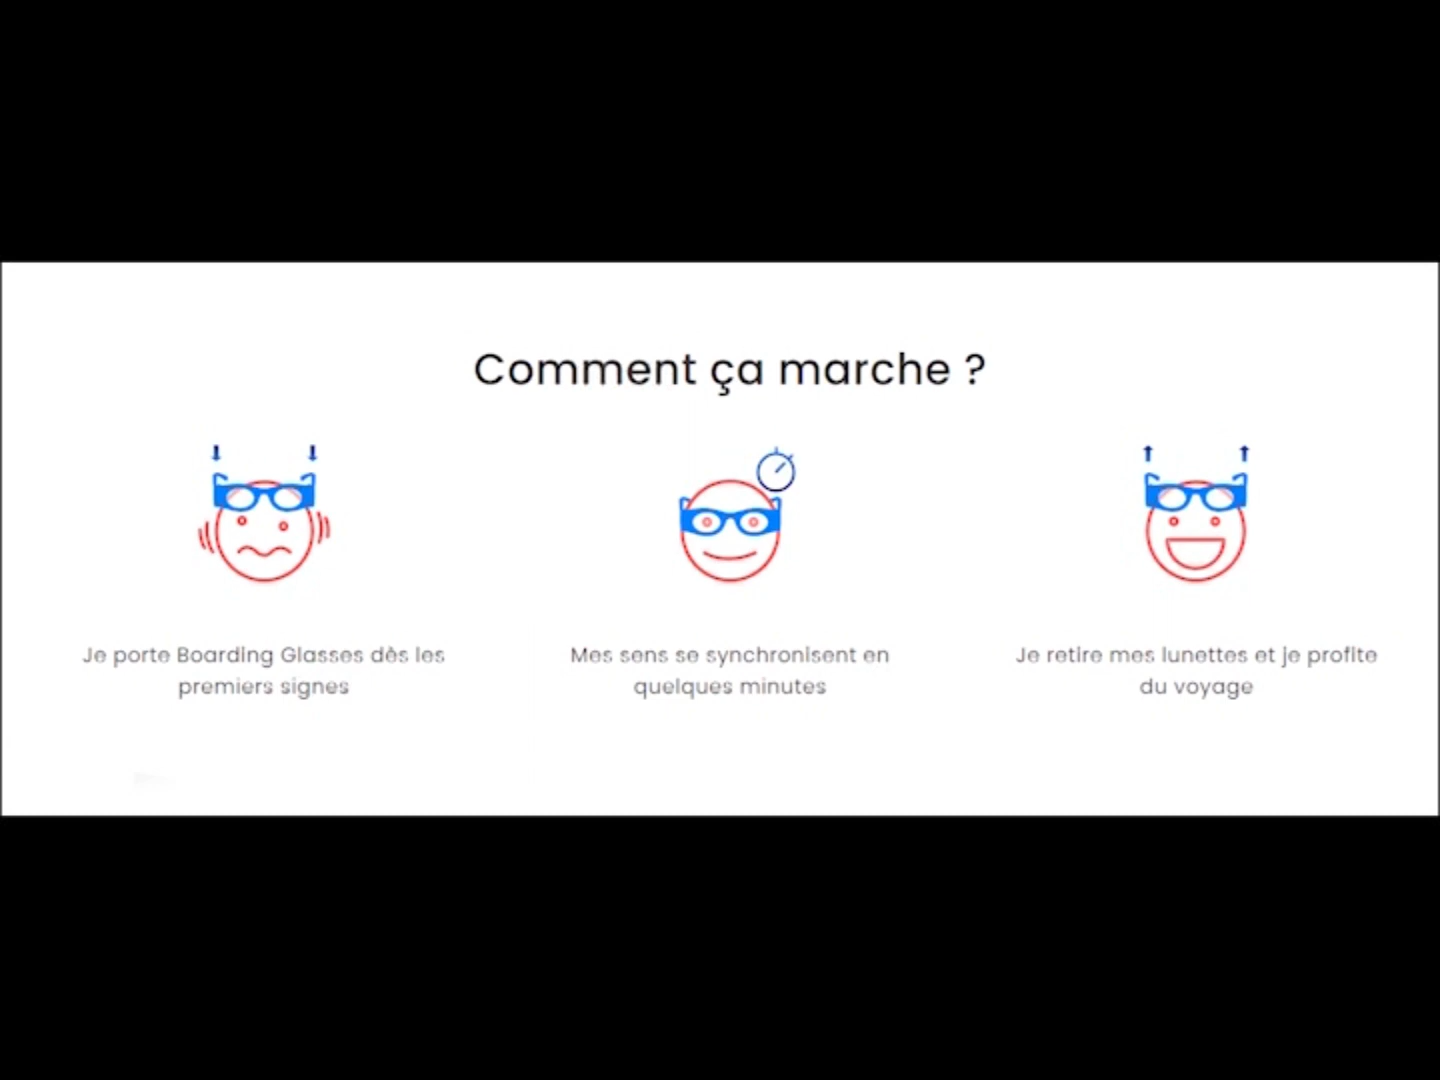 Comment ça marche ?
Je porte Boarding Glasses dès les
premiers signes
Mes sens se synchronisent en
quelques minutes
Je retire mes lunettes et je profite
du voyage